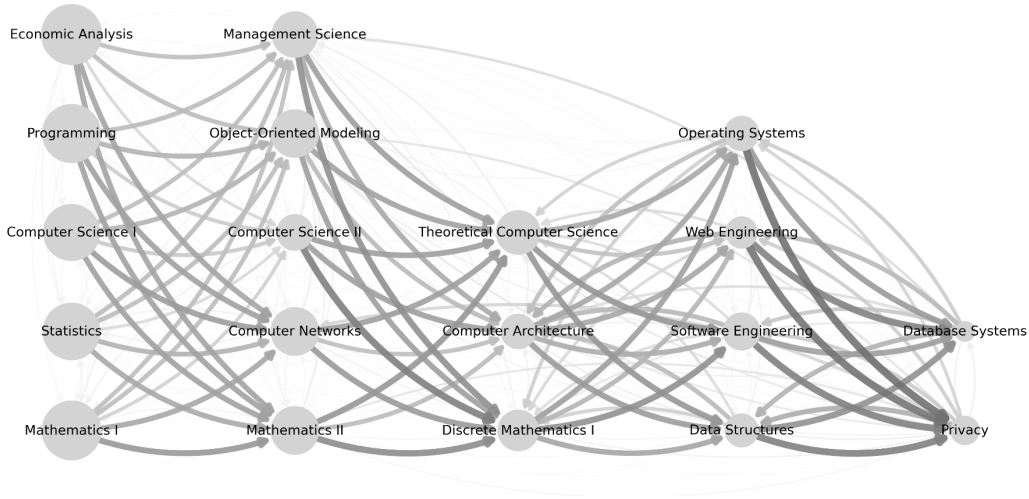 Economic Analysis
Management Science
Programming
Object-Oriented Modeling
Operating Systems
Computer Science I
Computer Science II
Theoretical Computer Science
Web Engineering
Statistics
Computer Networks
Computer Architecture
Software Engineering
Database Systems
Mathematics I
Mathematics II
Discrete Mathematics I
Data Structures
Privacy